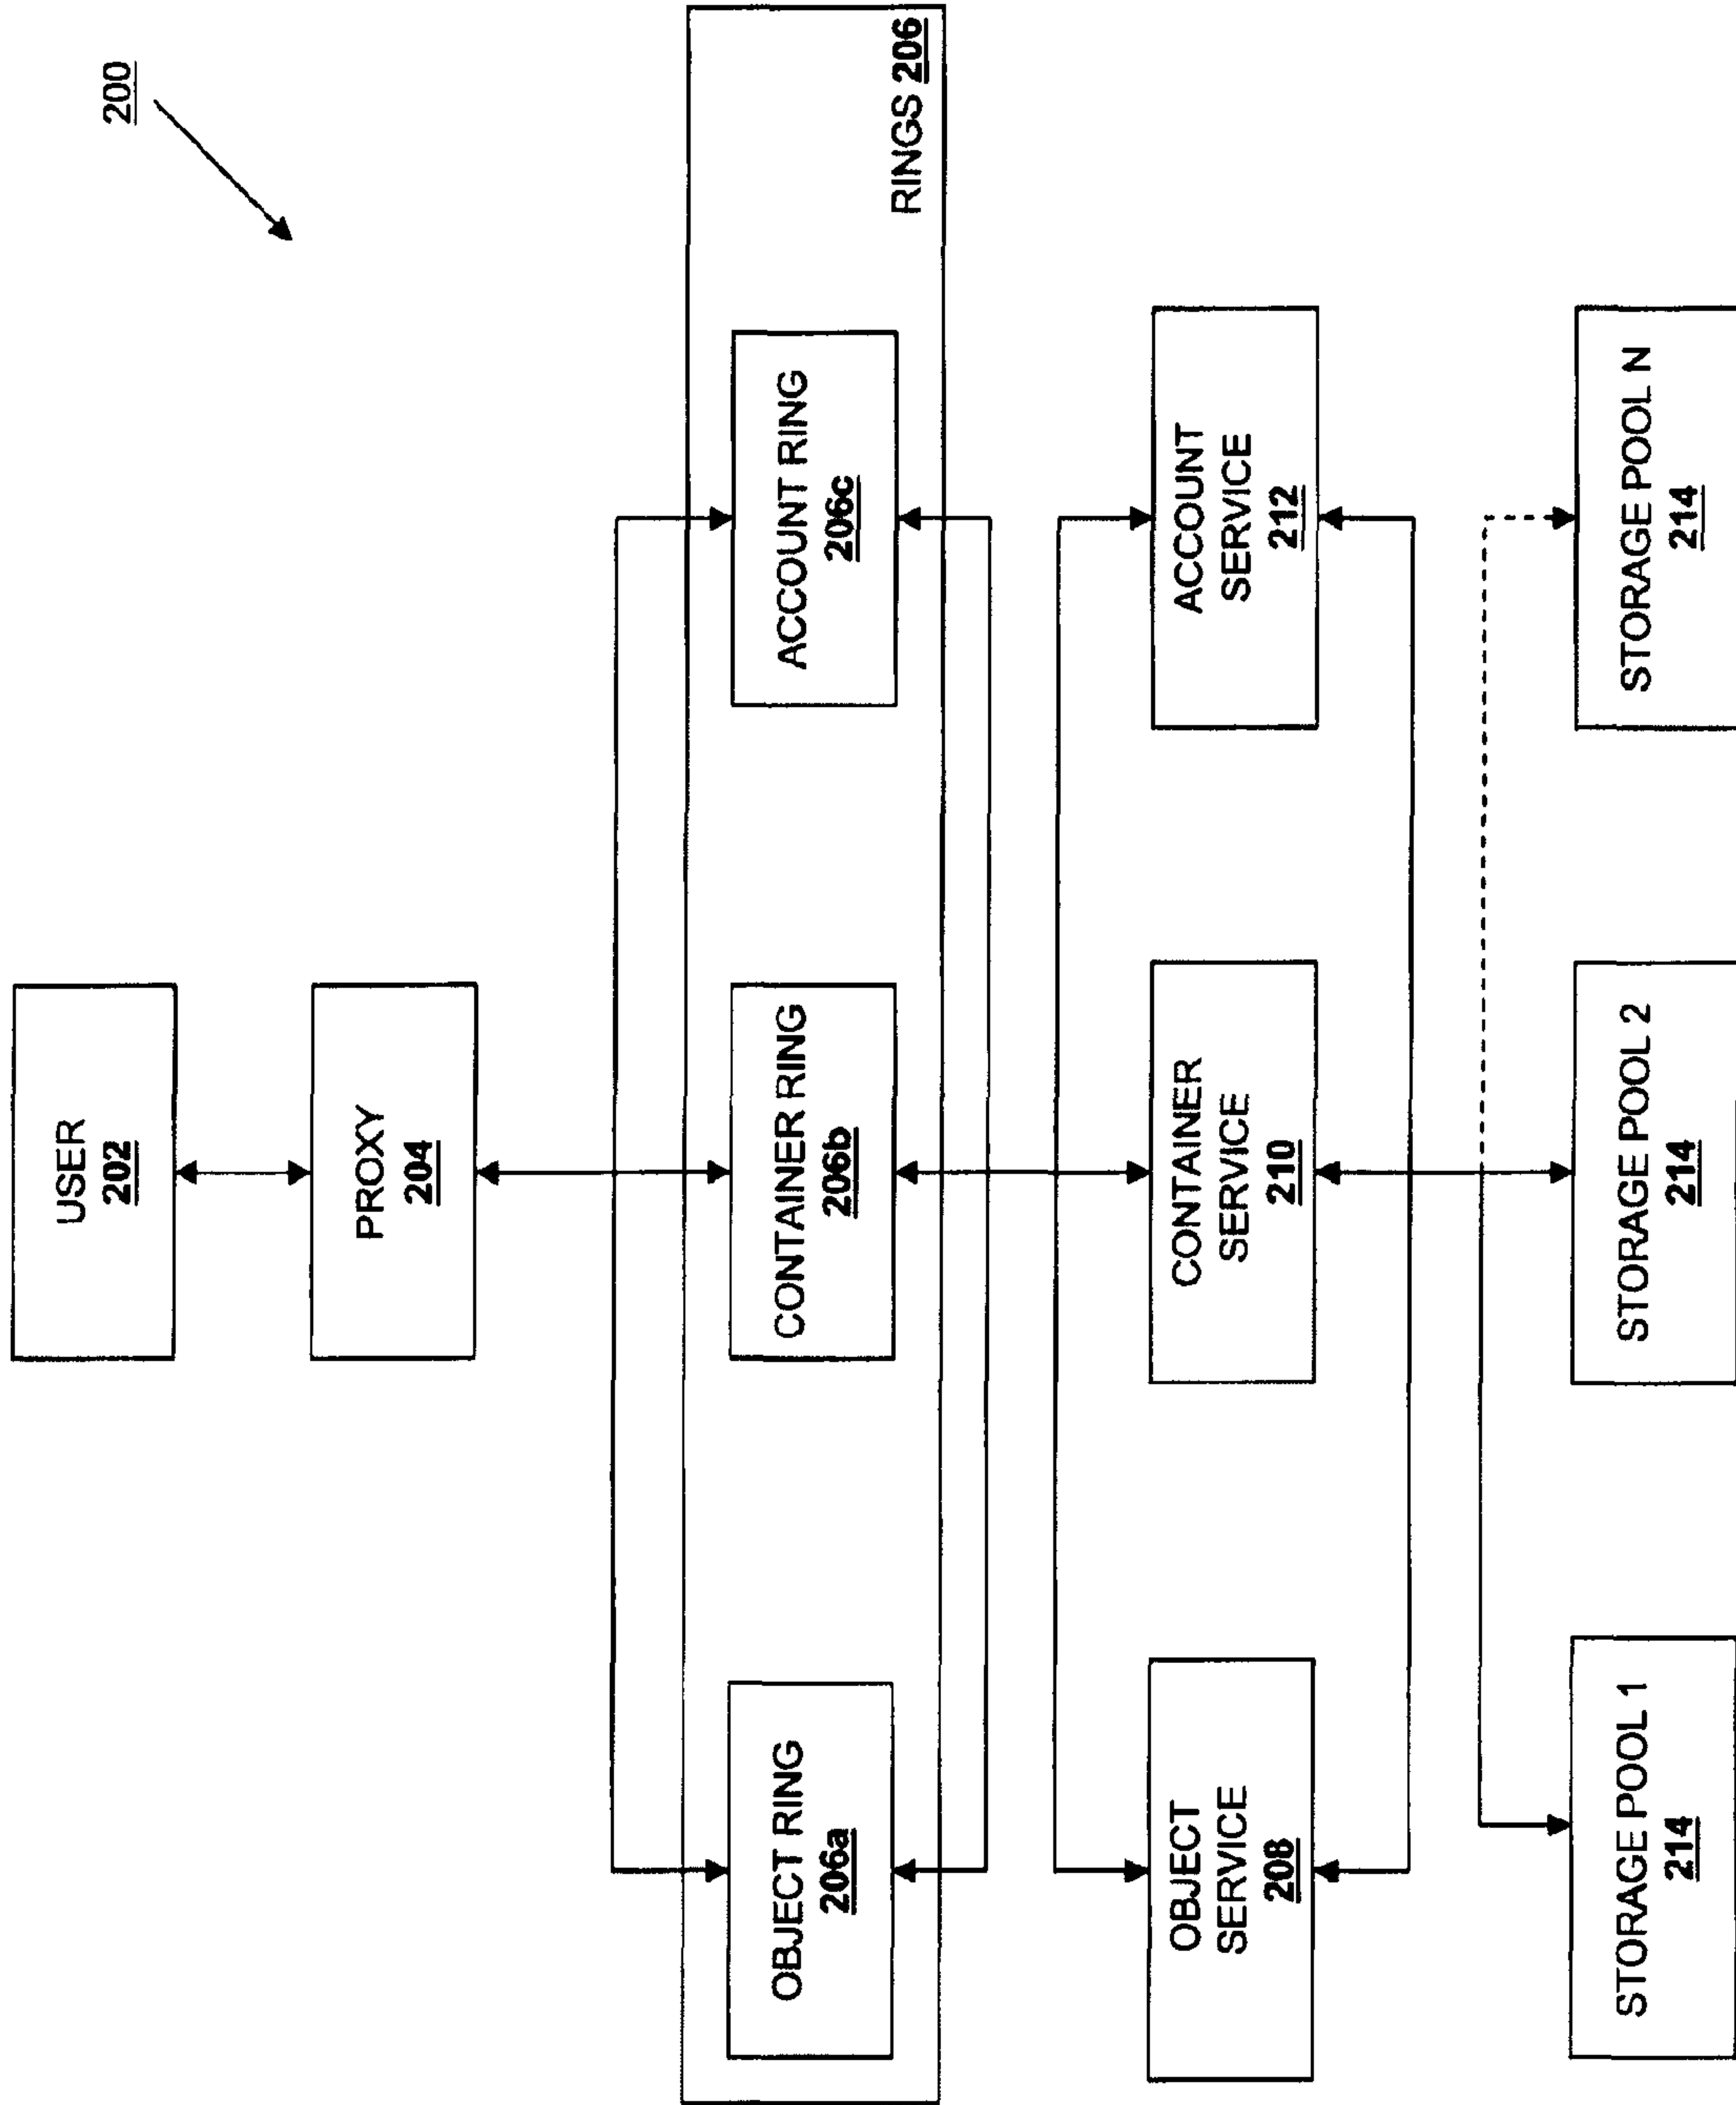 200
USER
202
PROXY
204
RINGS 206
OBJECT RING
206a
CONTAINER RING
206b
ACCOUNT RING
206c
OBJECT
SERVICE
208
CONTAINER
SERVICE
210
ACCOUNT
SERVICE
212
STORAGE POOL 1
214
STORAGE POOL 2
214
STORAGE POOL N
214